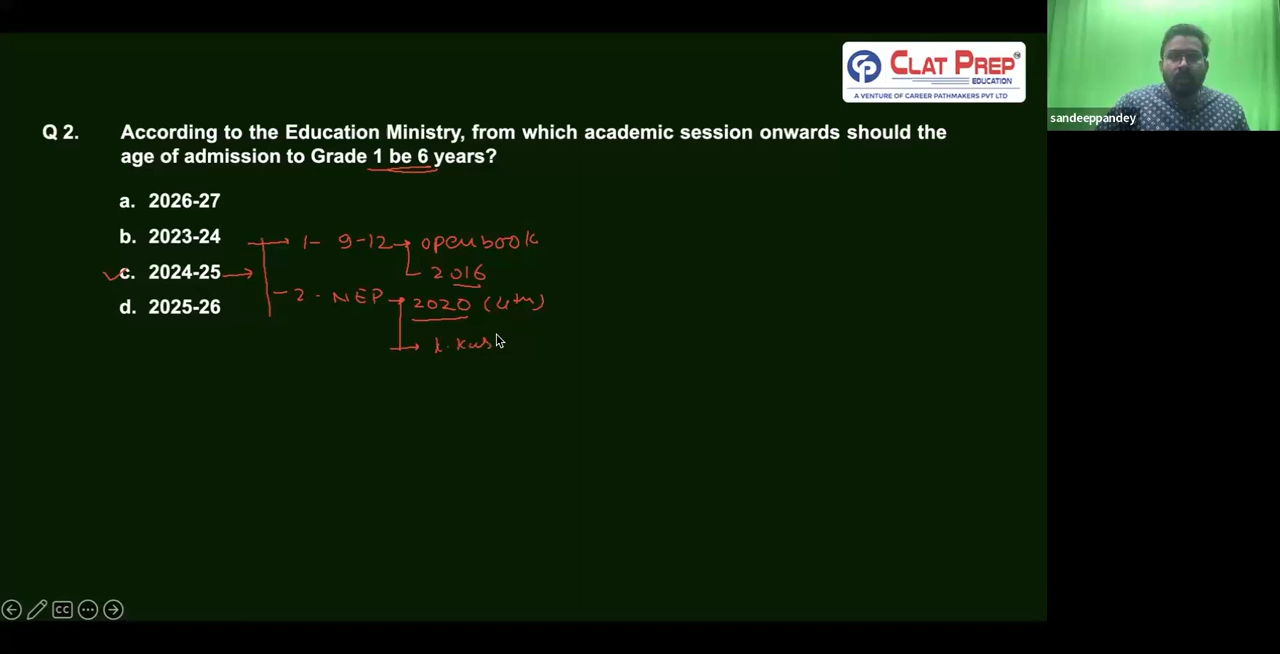 CLAT PREP
EDUCATION
A VENTURE OF CAREER PATHMAKERS PVT LTD
sandeeppandey
Q 2. According to the Education Ministry, from which academic session onwards should the
age of admission to Grade 1 be 6 years?
a. 2026-27
b. 2023-24
1- 9-12 openbook
c. 2024-25
2016
2. NEP 2020
d. 2025-26
CC